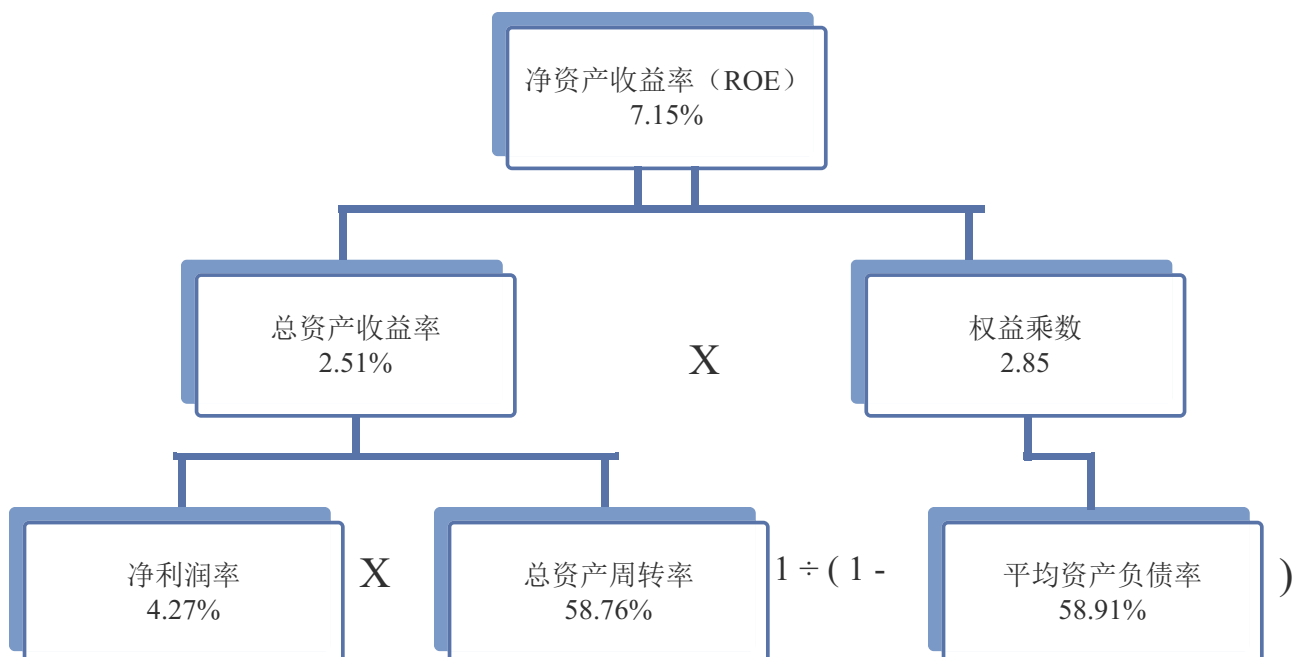 净资产收益率（ROE）
7.15%
总资产收益率
2.51%
X
权益乘数
2.85
净利润率
4.27%
X
总资产周转率
58.76%
1 ÷ ( 1 -
平均资产负债率
58.91%
)